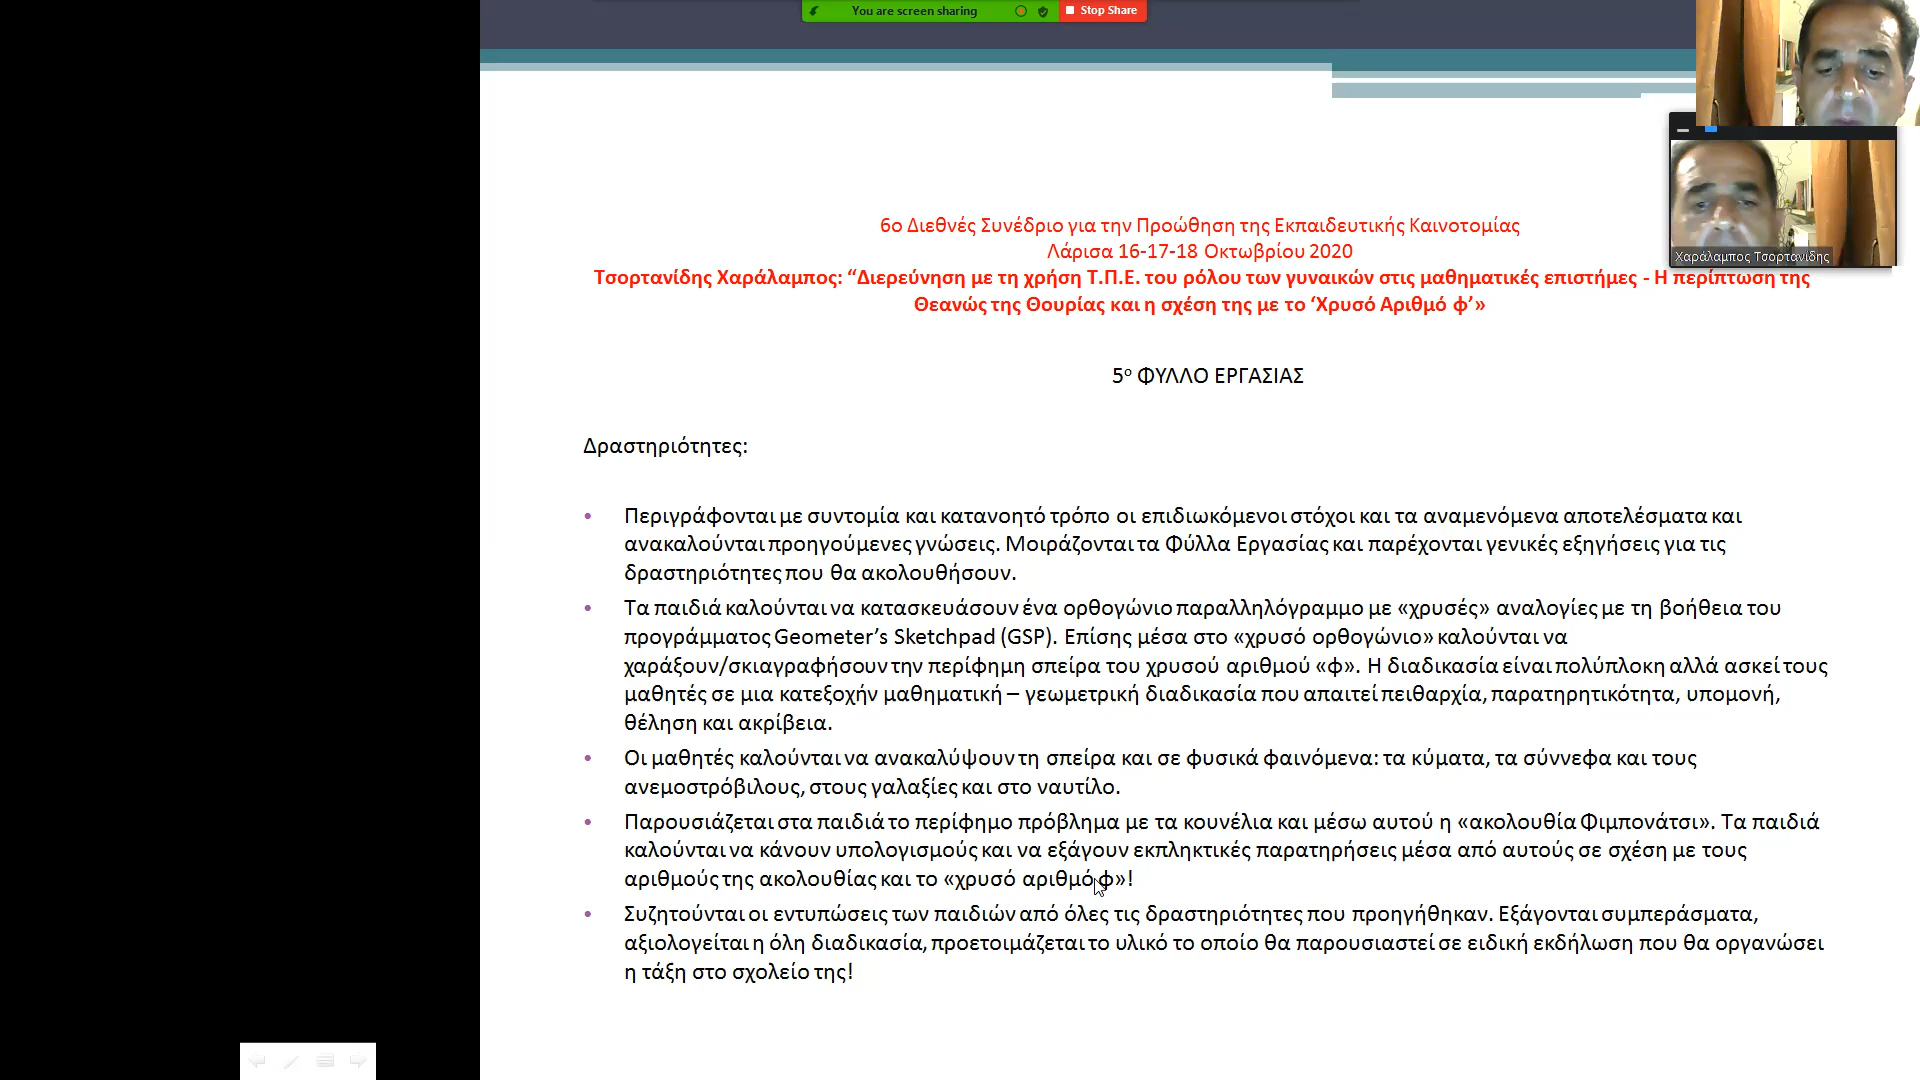 You are screen sharing
Stop Share
6ο Διεθνές Συνέδριο για την Προώθηση της Εκπαιδευτικής Καινοτομίας
Λάρισα 16-17-18 Οκτωβρίου 2020
Τσορτανίδης Χαράλαμπος: “Διερεύνηση με τη χρήση Τ.Π.Ε. του ρόλου των γυναικών στις μαθηματικές επιστήμες - Η περίπτωση της
Θεανώς της Θουρίας και η σχέση της με το ‘Χρυσό Αριθμό φ’»
Χαράλαμπος Τσορτανίδης
5ο ΦΥΛΛΟ ΕΡΓΑΣΙΑΣ
Δραστηριότητες:
• Περιγράφονται με συντομία και κατανοητό τρόπο οι επιδιωκόμενοι στόχοι και τα αναμενόμενα αποτελέσματα και
ανακαλούνται προηγούμενες γνώσεις. Μοιράζονται τα Φύλλα Εργασίας και παρέχονται γενικές εξηγήσεις για τις
δραστηριότητες που θα ακολουθήσουν.
• Τα παιδιά καλούνται να κατασκευάσουν ένα ορθογώνιο παραλληλόγραμμο με «χρυσές» αναλογίες με τη βοήθεια του
προγράμματος Geometer’s Sketchpad (GSP). Επίσης μέσα στο «χρυσό ορθογώνιο» καλούνται να
χαράξουν/σκιαγραφήσουν την περίφημη σπείρα του χρυσού αριθμού «φ». Η διαδικασία είναι πολύπλοκη αλλά ασκεί τους
μαθητές σε μια κατεξοχήν μαθηματική – γεωμετρική διαδικασία που απαιτεί πειθαρχία, παρατηρητικότητα, υπομονή,
θέληση και ακρίβεια.
• Οι μαθητές καλούνται να ανακαλύψουν τη σπείρα και σε φυσικά φαινόμενα: τα κύματα, τα σύννεφα και τους
ανεμοστρόβιλους, στους γαλαξίες και στο ναυτίλο.
• Παρουσιάζεται στα παιδιά το περίφημο πρόβλημα με τα κουνέλια και μέσω αυτού η «ακολουθία Φιμπονάτσι». Τα παιδιά
καλούνται να κάνουν υπολογισμούς και να εξάγουν εκπληκτικές παρατηρήσεις μέσα από αυτούς σε σχέση με τους
αριθμούς της ακολουθίας και το «χρυσό αριθμό φ»!
• Συζητούνται οι εντυπώσεις των παιδιών από όλες τις δραστηριότητες που προηγήθηκαν. Εξάγονται συμπεράσματα,
αξιολογείται η όλη διαδικασία, προετοιμάζεται το υλικό το οποίο θα παρουσιαστεί σε ειδική εκδήλωση που θα οργανώσει
η τάξη στο σχολείο της!